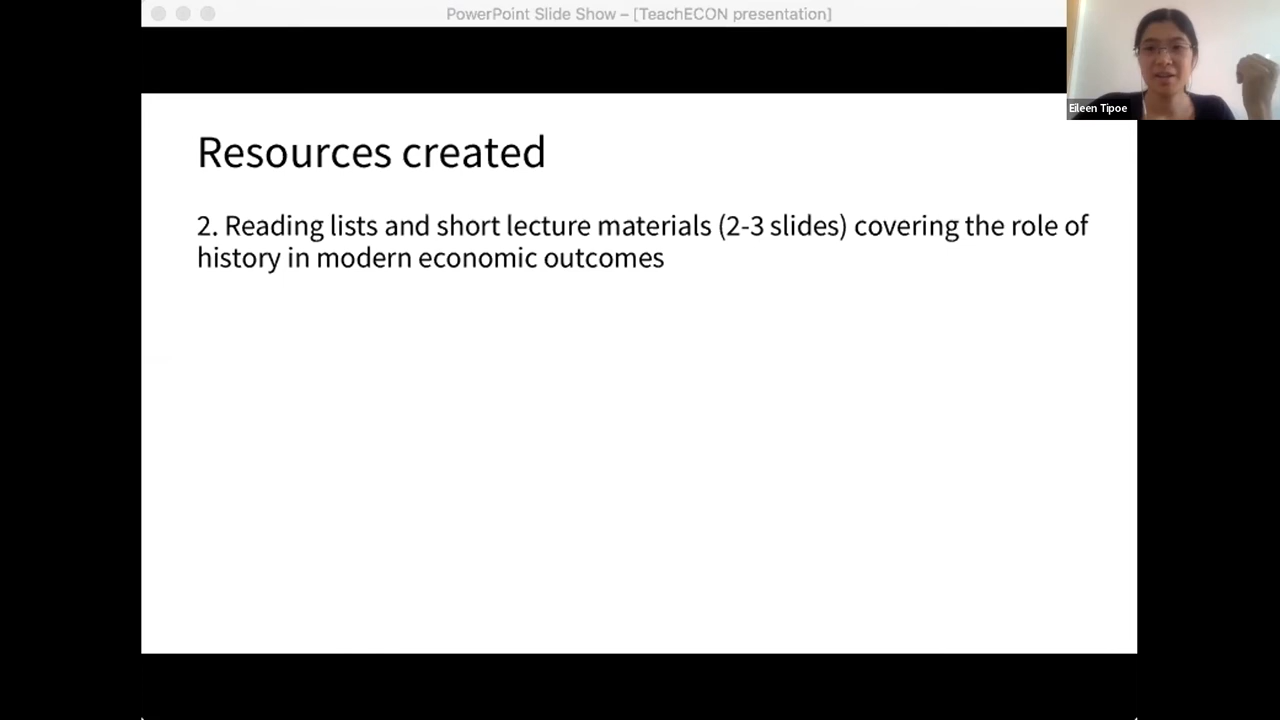 PowerPoint Slide Show – [TeachECON presentation]
Eileen Tipoe
Resources created
2. Reading lists and short lecture materials (2-3 slides) covering the role of
history in modern economic outcomes